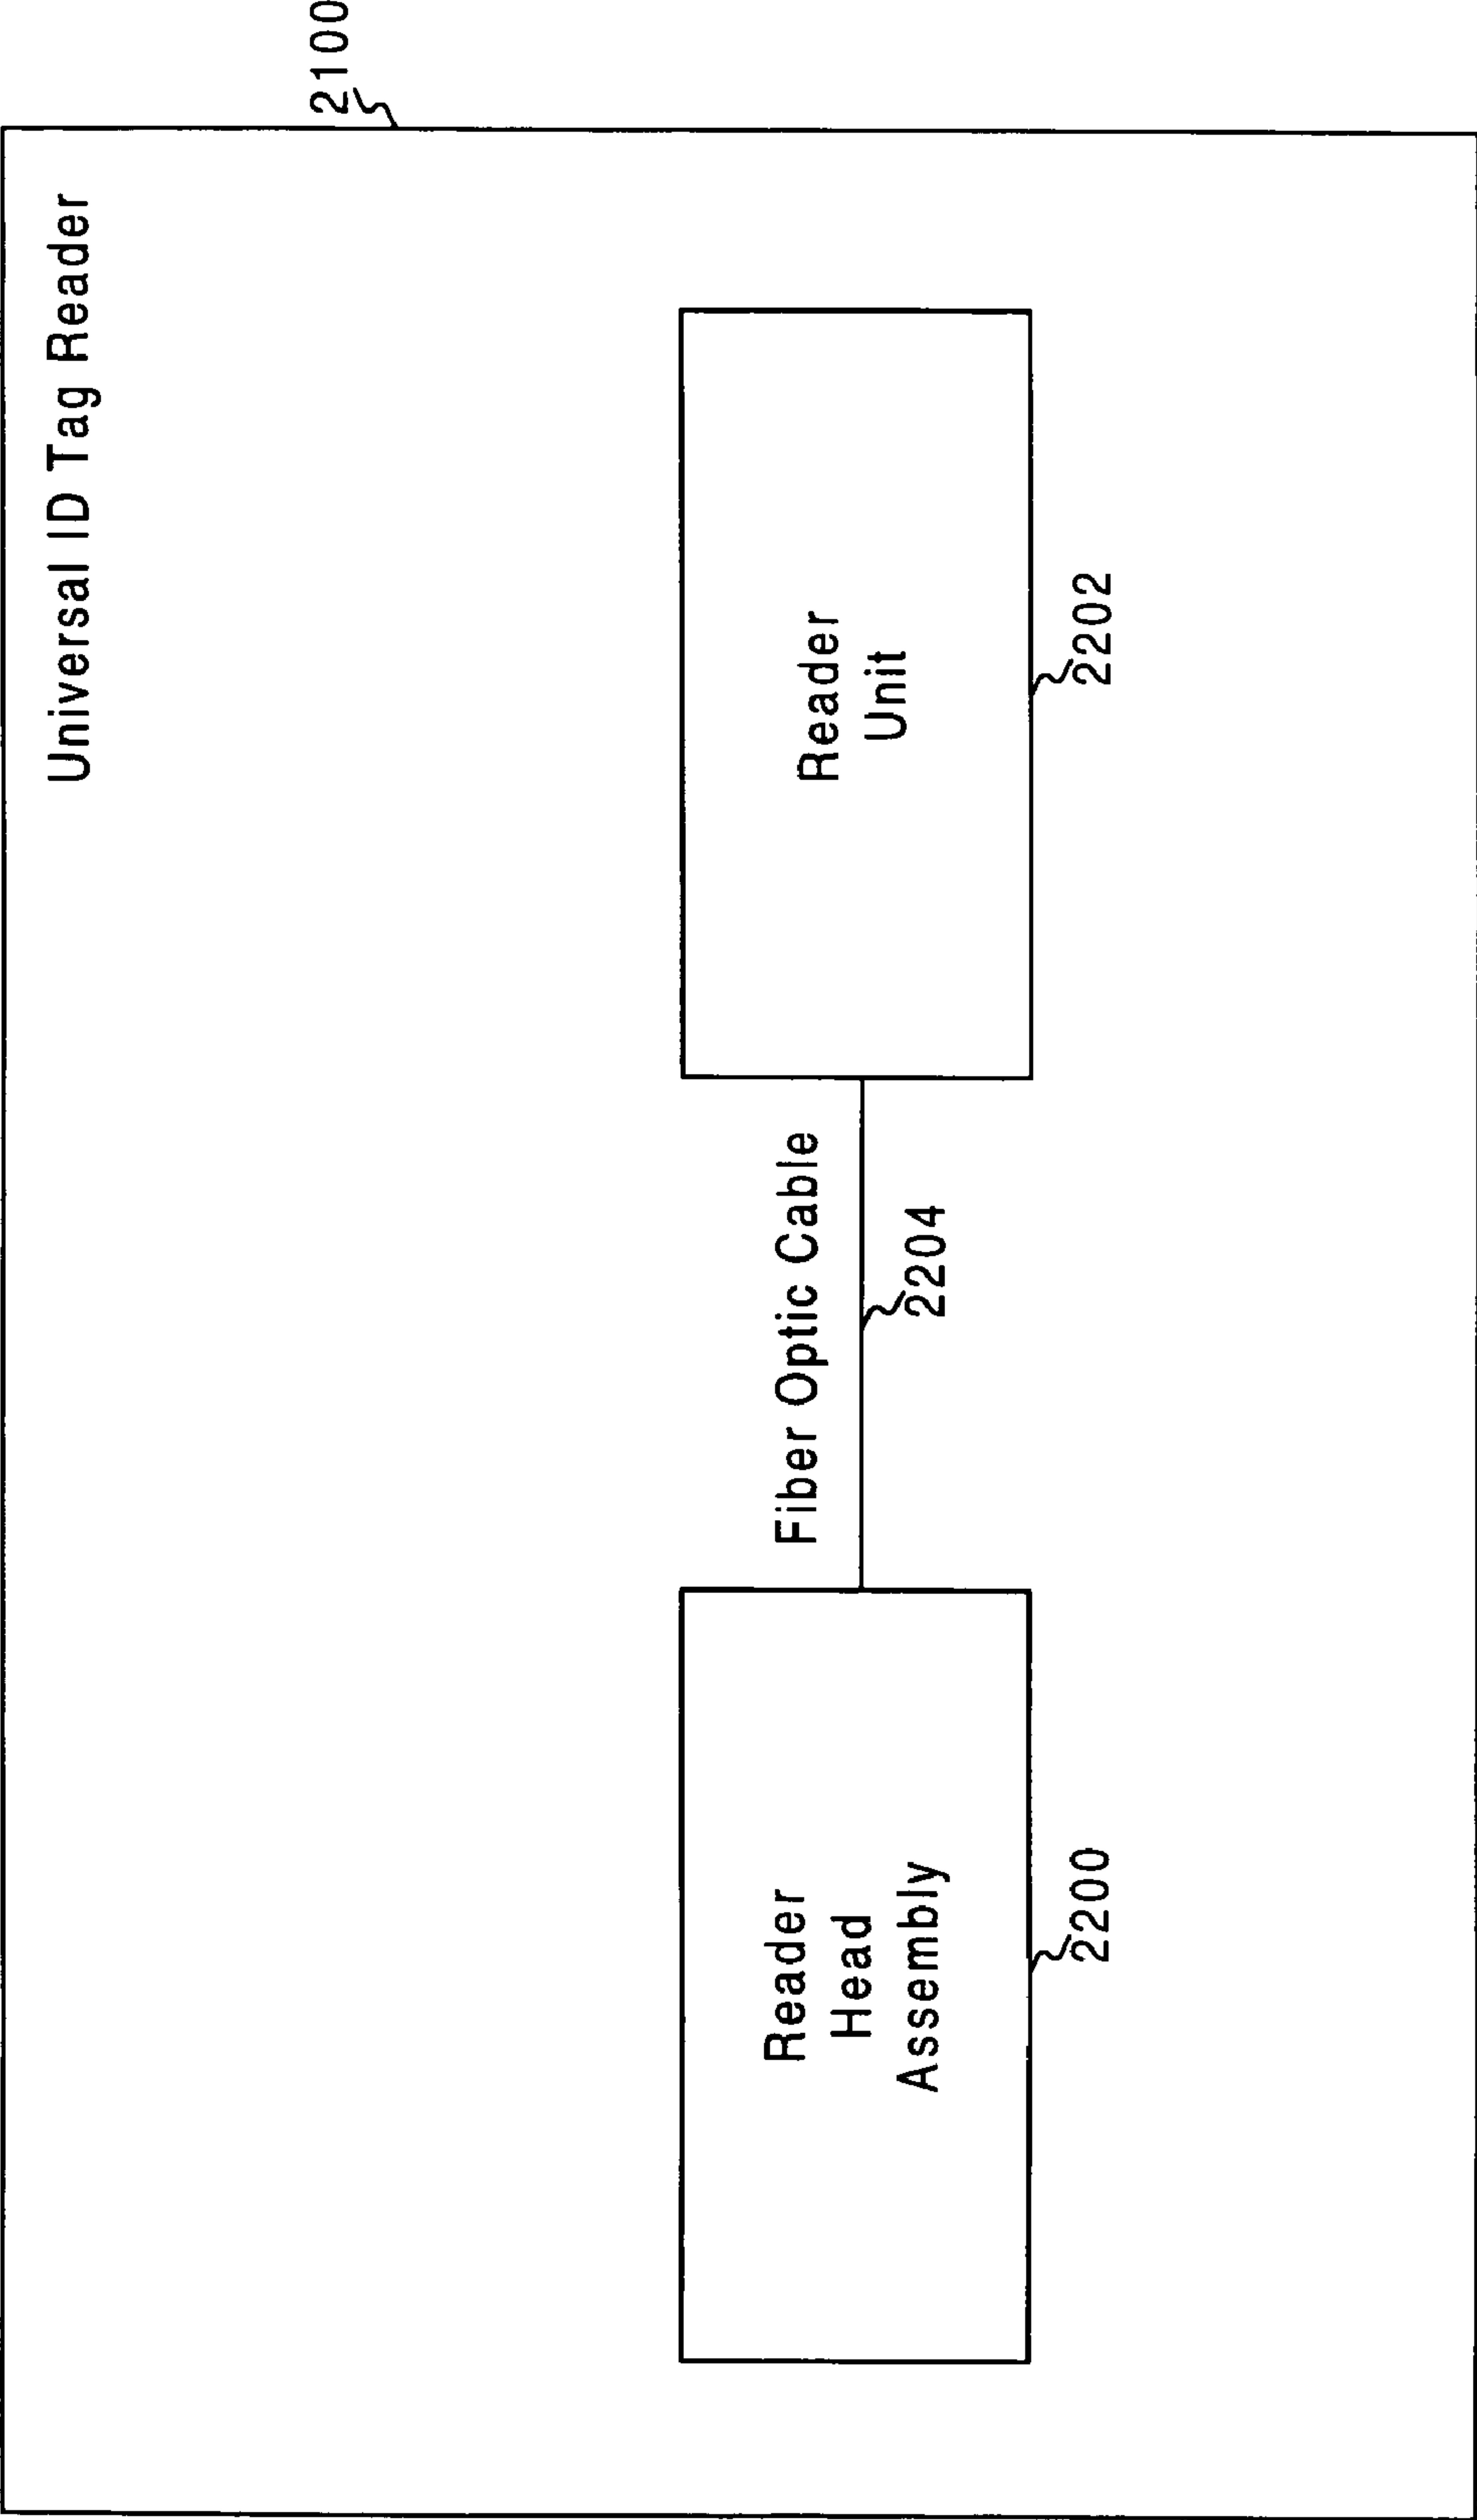 2100
Universal ID Tag Reader
Reader
Head
Assembly
2200
Fiber Optic Cable
2204
Reader
Unit
2202